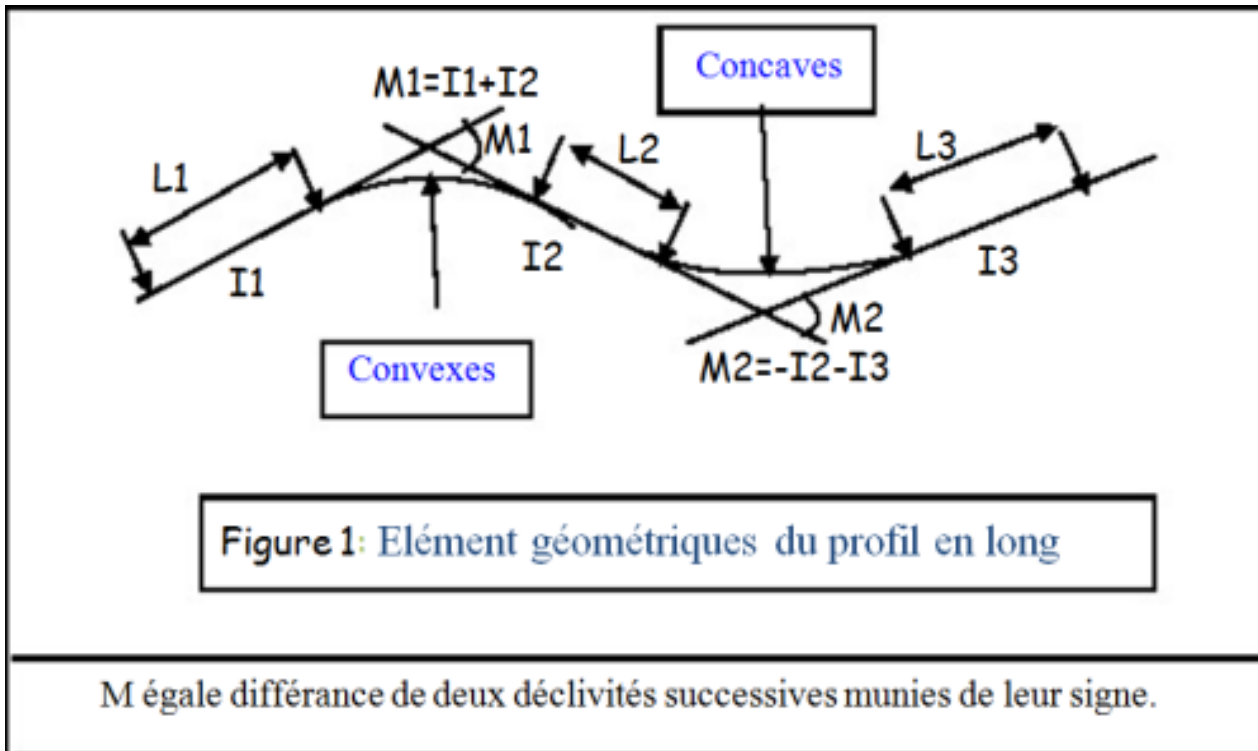 Concaves
M1=I1+I2
M1
L1
L2
L3
I1
I2
I3
M2
M2=-I2-I3
Convexes
Figure 1: Elément géométriques du profil en long
M égale différance de deux déclivités successives munies de leur signe.